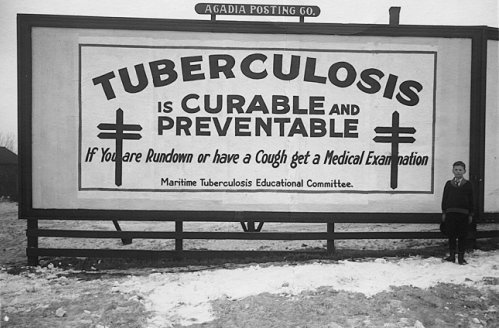 ACADIA POSTING CO.
TUBERCULOSIS
IS CURABLE AND
PREVENTABLE
If You are Rundown or have a Cough get a Medical Examination
Maritime Tuberculosis Educational Committee.